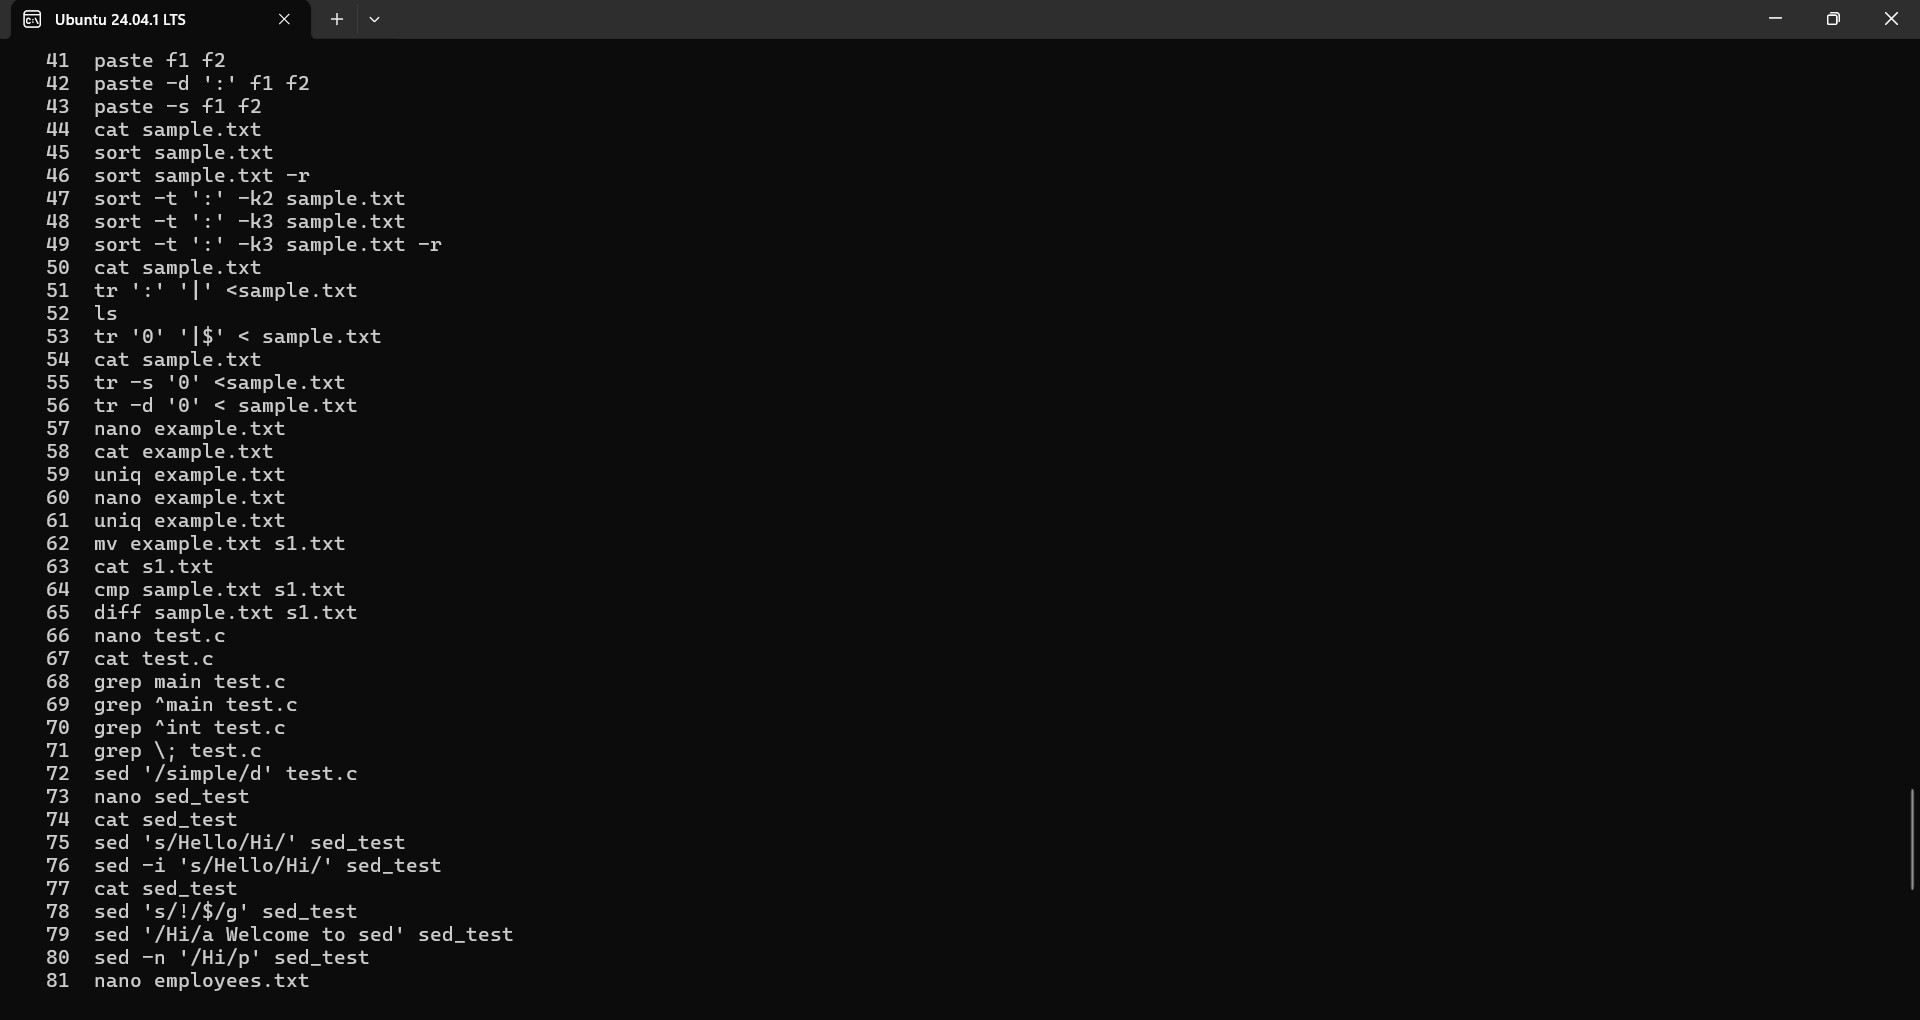 Ubuntu 24.04.1 LTS
41 paste f1 f2
42 paste -d ':' f1 f2
43 paste -s f1 f2
44 cat sample.txt
45 sort sample.txt
46 sort sample.txt -r
47 sort -t ':' -k2 sample.txt
48 sort -t ':' -k3 sample.txt
49 sort -t ':' -k3 sample.txt -r
50 cat sample.txt
51 tr ':' '|' <sample.txt
52 ls
53 tr '0' '|$' < sample.txt
54 cat sample.txt
55 tr -s '0' <sample.txt
56 tr -d '0' < sample.txt
57 nano example.txt
58 cat example.txt
59 uniq example.txt
60 nano example.txt
61 uniq example.txt
62 mv example.txt s1.txt
63 cat s1.txt
64 cmp sample.txt s1.txt
65 diff sample.txt s1.txt
66 nano test.c
67 cat test.c
68 grep main test.c
69 grep ^main test.c
70 grep ^int test.c
71 grep \; test.c
72 sed '/simple/d' test.c
73 nano sed_test
74 cat sed_test
75 sed 's/Hello/Hi/' sed_test
76 sed -i 's/Hello/Hi/' sed_test
77 cat sed_test
78 sed 's/!/$/g' sed_test
79 sed '/Hi/a Welcome to sed' sed_test
80 sed -n '/Hi/p' sed_test
81 nano employees.txt